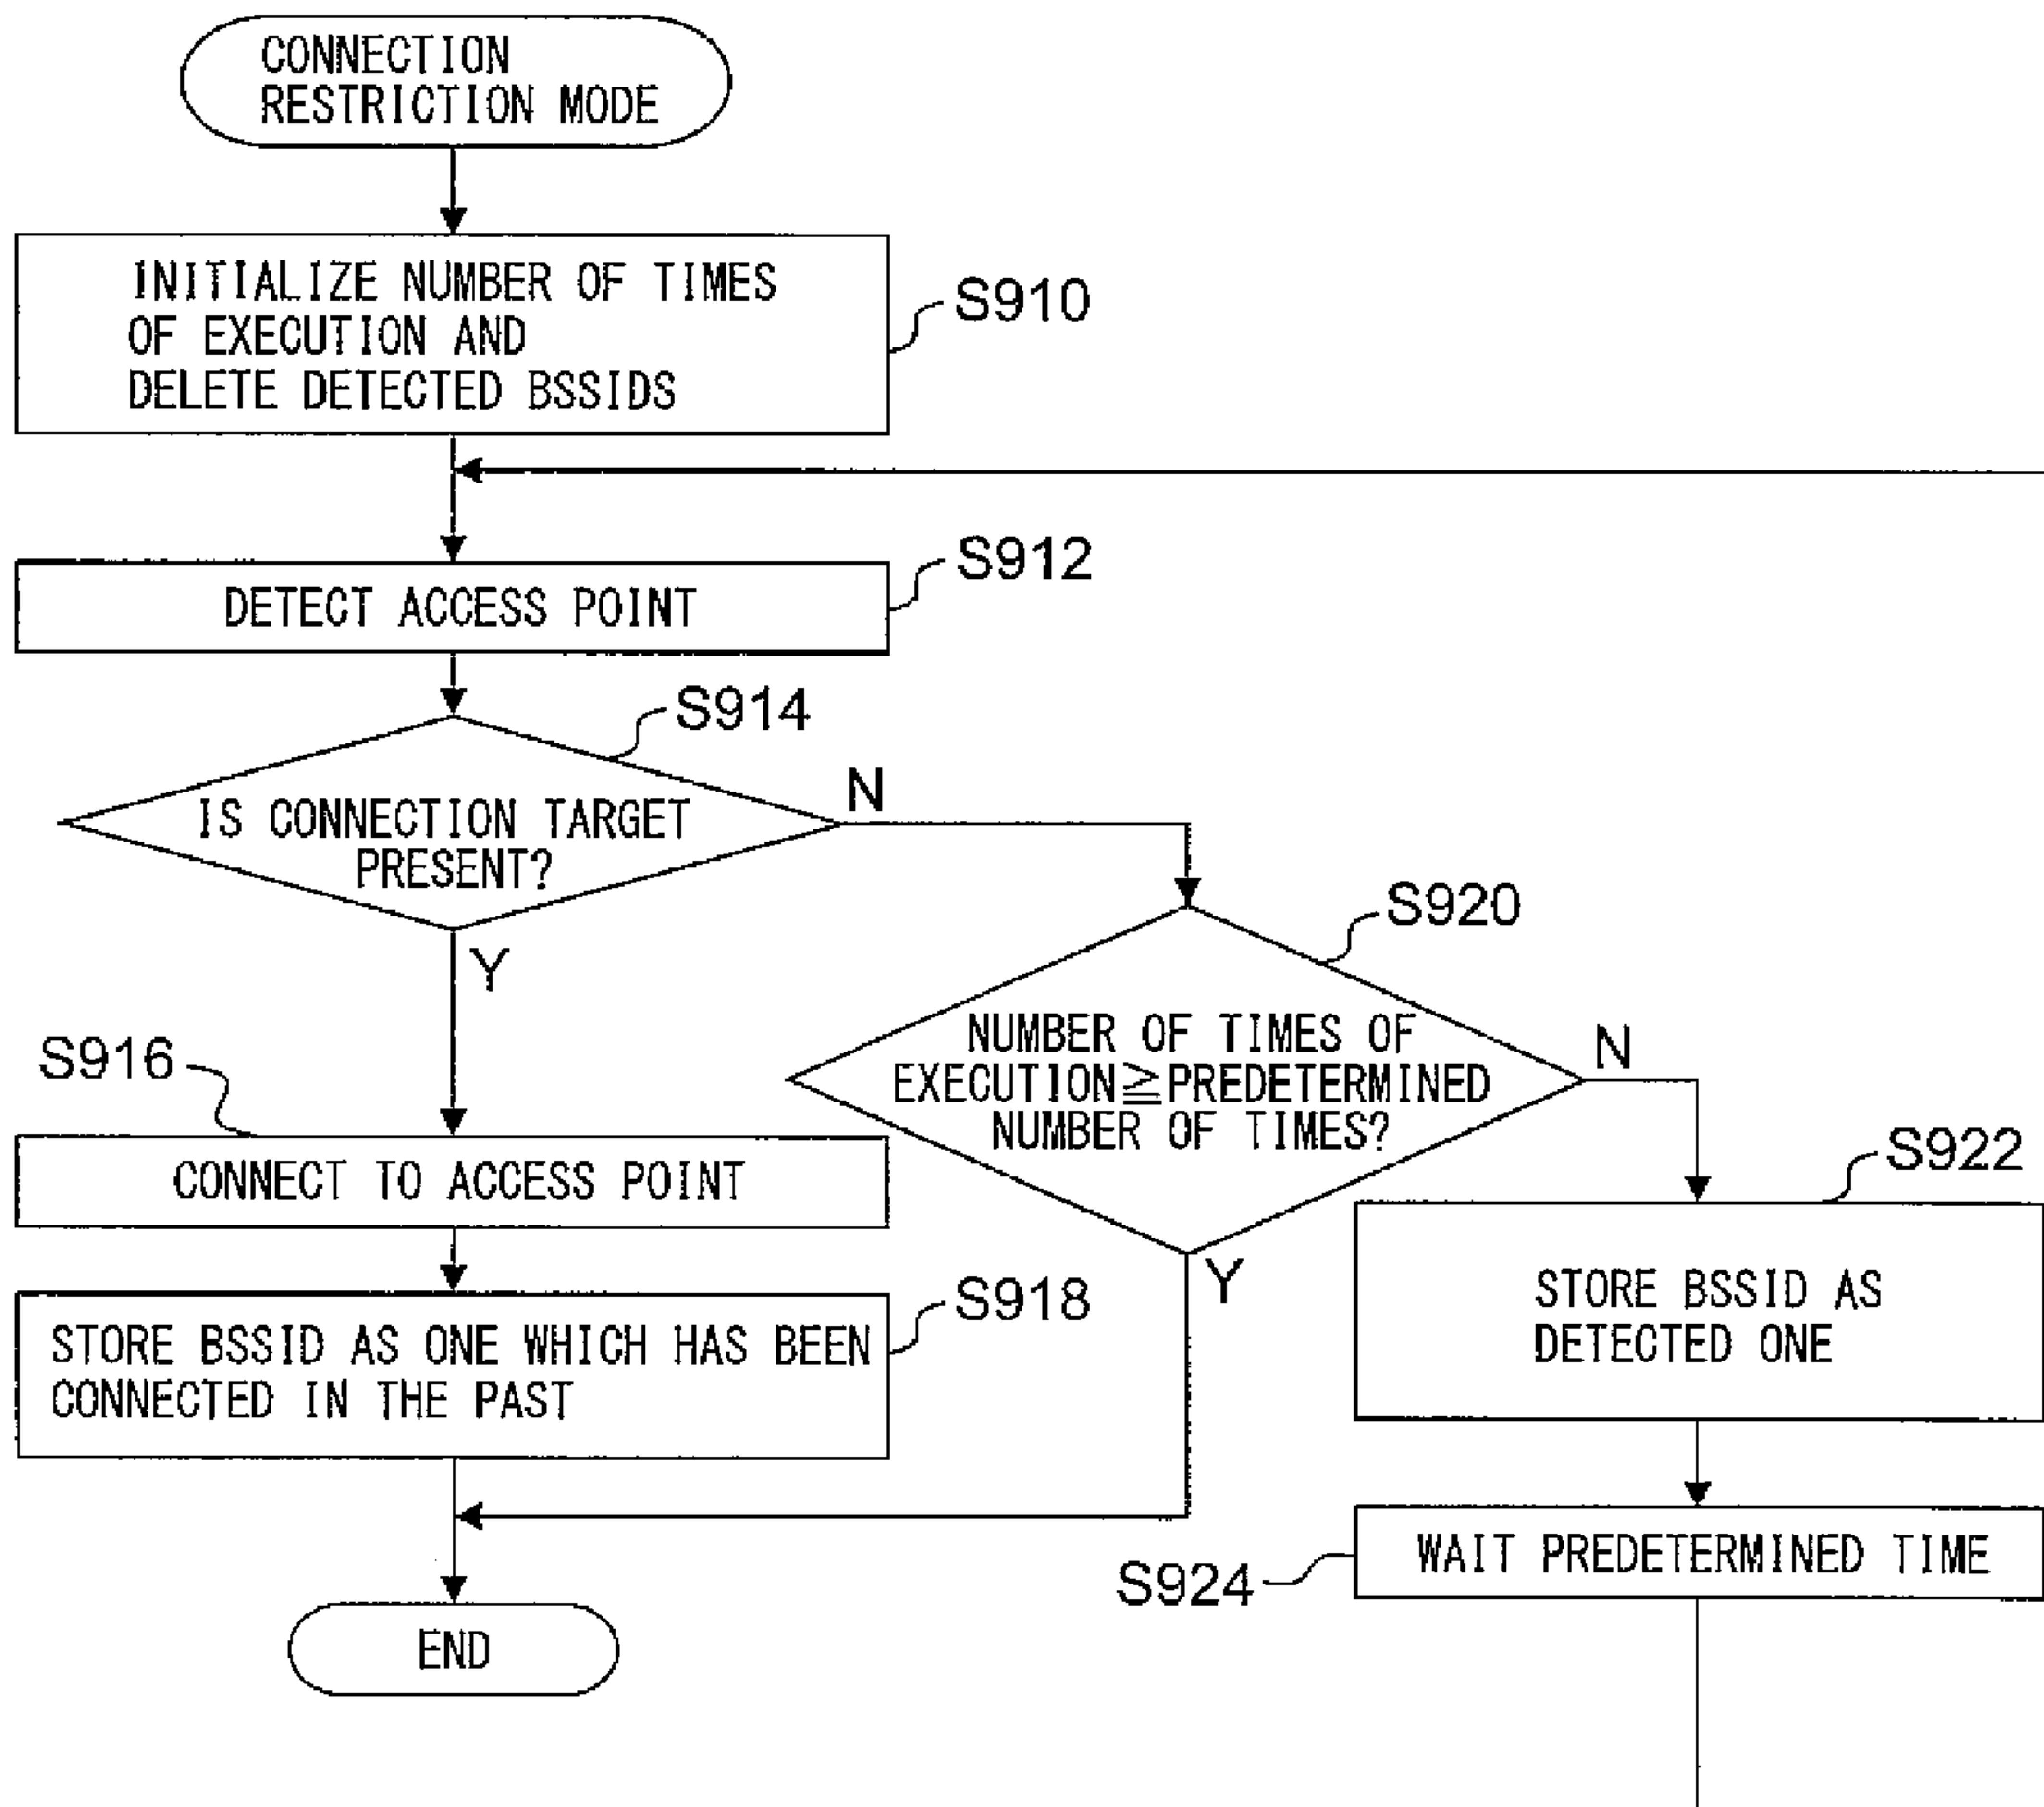 CONNECTION
RESTRICTION MODE
INITIALIZE NUMBER OF TIMES
OF EXECUTION AND
DELETE DETECTED BSSIDS
S910
DETECT ACCESS POINT
S912
S914
IS CONNECTION TARGET
PRESENT?
N
Y
S920
NUMBER OF TIMES OF
EXECUTION≧PREDETERMINED
NUMBER OF TIMES?
N
Y
S916
CONNECT TO ACCESS POINT
S918
STORE BSSID AS ONE WHICH HAS BEEN
CONNECTED IN THE PAST
S922
STORE BSSID AS
DETECTED ONE
S924
WAIT PREDETERMINED TIME
END